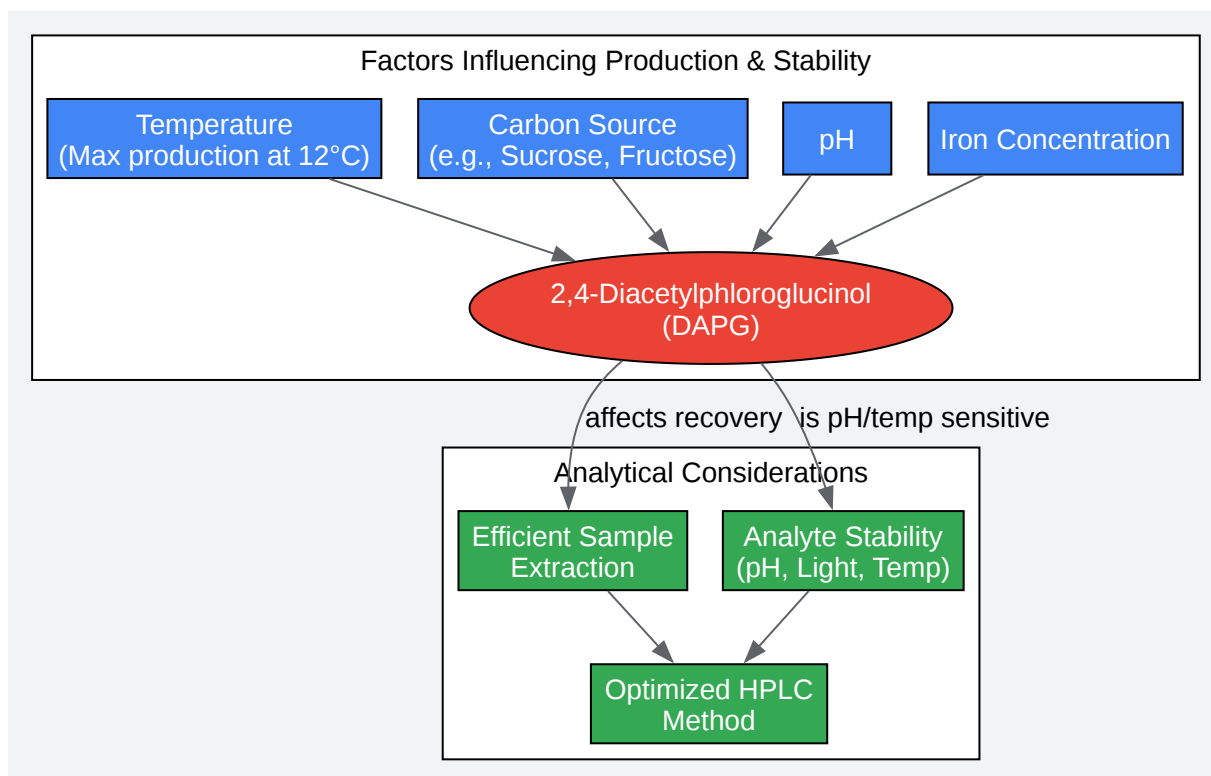 Factors Influencing Production & Stability
Temperature
(Max production at 12°C)
Carbon Source
(e.g., Sucrose, Fructose)
pH
Iron Concentration
2,4-Diacetylphloroglucinol
(DAPG)
affects recovery
is pH/temp sensitive
Analytical Considerations
Efficient Sample
Extraction
Analyte Stability
(pH, Light, Temp)
Optimized HPLC
Method